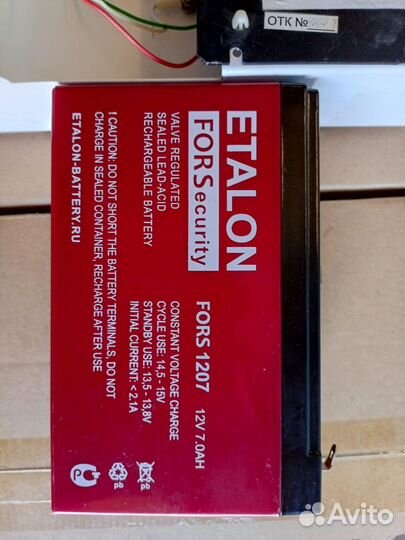 ОТК №
ETALON
FORSecurity
VALVE REGULATED
SEALED LEAD-ACID
RECHARGEABLE BATTERY
FORS 1207
12V 7.0AH
CONSTANT VOLTAGE CHARGE
CYCLE USE: 14,5 - 15V
STANDBY USE: 13,5 - 13,8V
INITIAL CURRENT: < 2.1A
! CAUTION: DO NOT SHORT THE BATTERY TERMINALS, DO NOT
CHARGE IN SEALED CONTAINER, RECHARGE AFTER USE
ETALON-BATTERY.RU
Avito